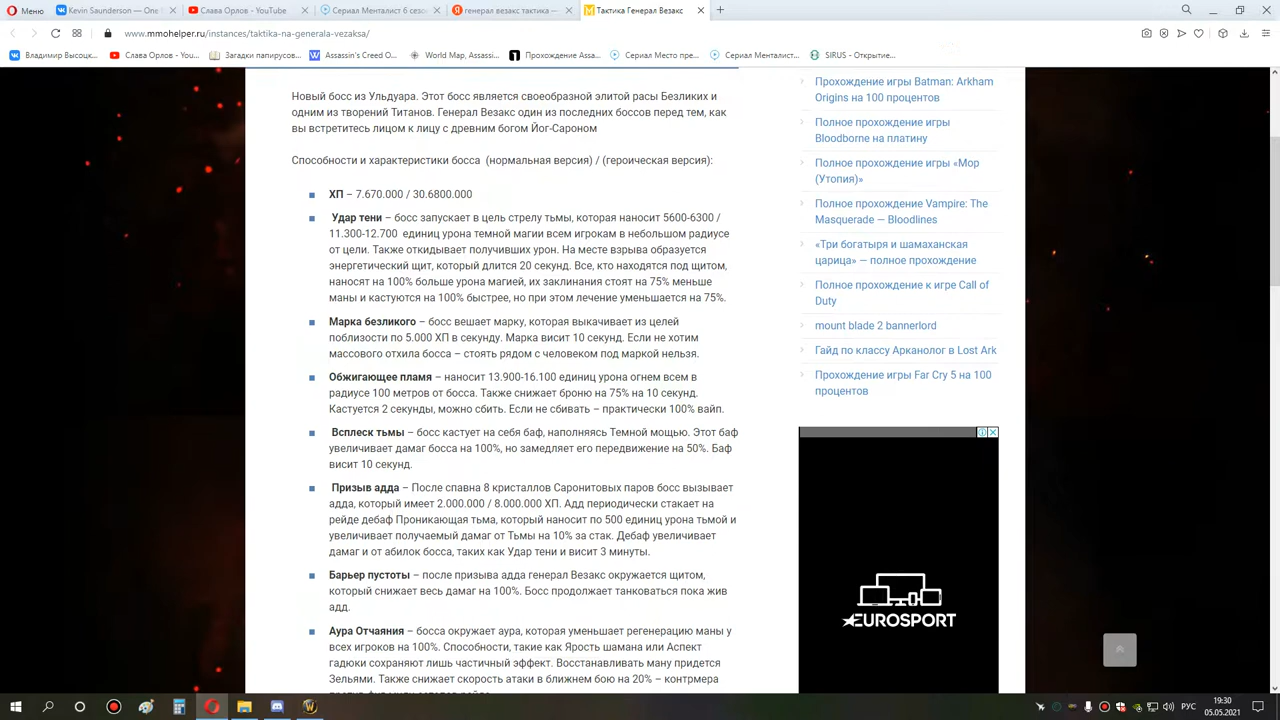 Меню
Kevin Saunderson — One
Слава Орлов - YouTube
Сериал Менталист 6 сезо
генерал везакс тактика —
Тактика Генерал Везакс
www.mmohelper.ru/instances/taktika-na-generala-vezaksa/
Владимир Высоцк...
Слава Орлов - You...
Загадки папирусов...
Assassin's Creed O...
World Map, Assassi...
Прохождение Assa...
Сериал Место пре...
Сериал Менталист...
SIRUS - Открытие...
Новый босс из Ульдуара. Этот босс является своеобразной элитой расы Безликих и
одним из творений Титанов. Генерал Везакс один из последних боссов перед тем, как
вы встретитесь лицом к лицу с древним богом Йог-Сароном
Способности и характеристики босса (нормальная версия) / (героическая версия):
ХП – 7.670.000 / 30.6800.000
Удар тени – босс запускает в цель стрелу тьмы, которая наносит 5600-6300 /
11.300-12.700 единиц урона темной магии всем игрокам в небольшом радиусе
от цели. Также откидывает получивших урон. На месте взрыва образуется
энергетический щит, который длится 20 секунд. Все, кто находятся под щитом,
наносят на 100% больше урона магией, их заклинания стоят на 75% меньше
маны и кастуются на 100% быстрее, но при этом лечение уменьшается на 75%.
Марка безликого – босс вешает марку, которая выкачивает из целей
поблизости по 5.000 ХП в секунду. Марка висит 10 секунд. Если не хотим
массового отхила босса – стоять рядом с человеком под маркой нельзя.
Обжигающее пламя – наносит 13.900-16.100 единиц урона огнем всем в
радиусе 100 метров от босса. Также снижает броню на 75% на 10 секунд.
Кастуется 2 секунды, можно сбить. Если не сбивать – практически 100% вайп.
Всплеск тьмы – босс кастует на себя баф, наполняясь Темной мощью. Этот баф
увеличивает дамаг босса на 100%, но замедляет его передвижение на 50%. Баф
висит 10 секунд.
Призыв адда – После спавна 8 кристаллов Саронитовых паров босс вызывает
адда, который имеет 2.000.000 / 8.000.000 ХП. Адд периодически стакает на
рейде дебаф Проникающая тьма, который наносит по 500 единиц урона тьмой и
увеличивает получаемый дамаг от Тьмы на 10% за стак. Дебаф увеличивает
дамаг и от абилок босса, таких как Удар тени и висит 3 минуты.
Барьер пустоты – после призыва адда генерал Везакс окружается щитом,
который снижает весь дамаг на 100%. Босс продолжает танковаться пока жив
адд.
Аура Отчаяния – босса окружает аура, которая уменьшает регенерацию маны у
всех игроков на 100%. Способности, такие как Ярость шамана или Аспект
гадюки сохраняют лишь частичный эффект. Восстанавливать ману придется
Зельями. Также снижает скорость атаки в ближнем бою на 20% – контрмера
Прохождение игры Batman: Arkham
Origins на 100 процентов
Полное прохождение игры
Bloodborne на платину
Полное прохождение игры «Мор
(Утопия)»
Полное прохождение Vampire: The
Masquerade — Bloodlines
«Три богатыря и шамаханская
царица» — полное прохождение
Полное прохождение к игре Call of
Duty
mount blade 2 bannerlord
Гайд по классу Арканолог в Lost Ark
Прохождение игры Far Cry 5 на 100
процентов
EUROSPORT
РУС
19:30
05.05.2021